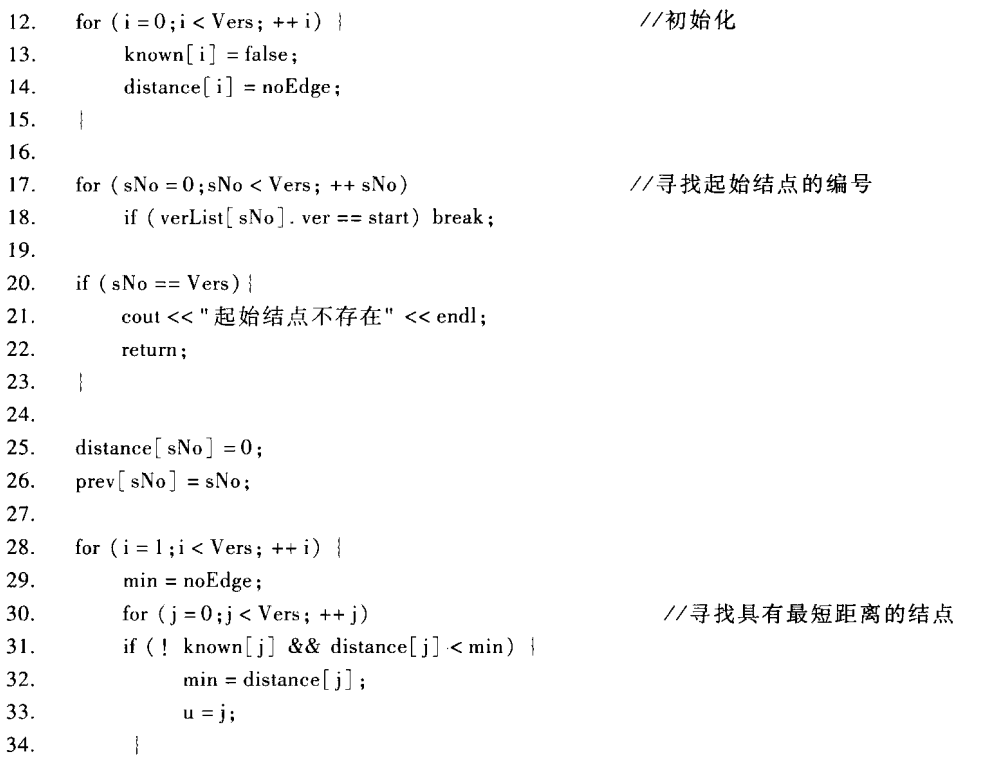 12. for (i=0;i<Vers; ++i) { //初始化
13. known[i]=false;
14. distance[i]=noEdge;
15. }
16.
17. for (sNo=0;sNo<Vers; ++sNo) //寻找起始结点的编号
18. if (verList[sNo].ver==start) break;
19.
20. if (sNo==Vers){
21. cout<<"起始结点不存在"<<endl;
22. return;
23. }
24.
25. distance[sNo]=0;
26. prev[sNo]=sNo;
27.
28. for (i=1;i<Vers; ++i) {
29. min=noEdge;
30. for (j=0;j<Vers; ++j) //寻找具有最短距离的结点
31. if (! known[j] && distance[j]<min) {
32. min=distance[j];
33. u=j;
34. }